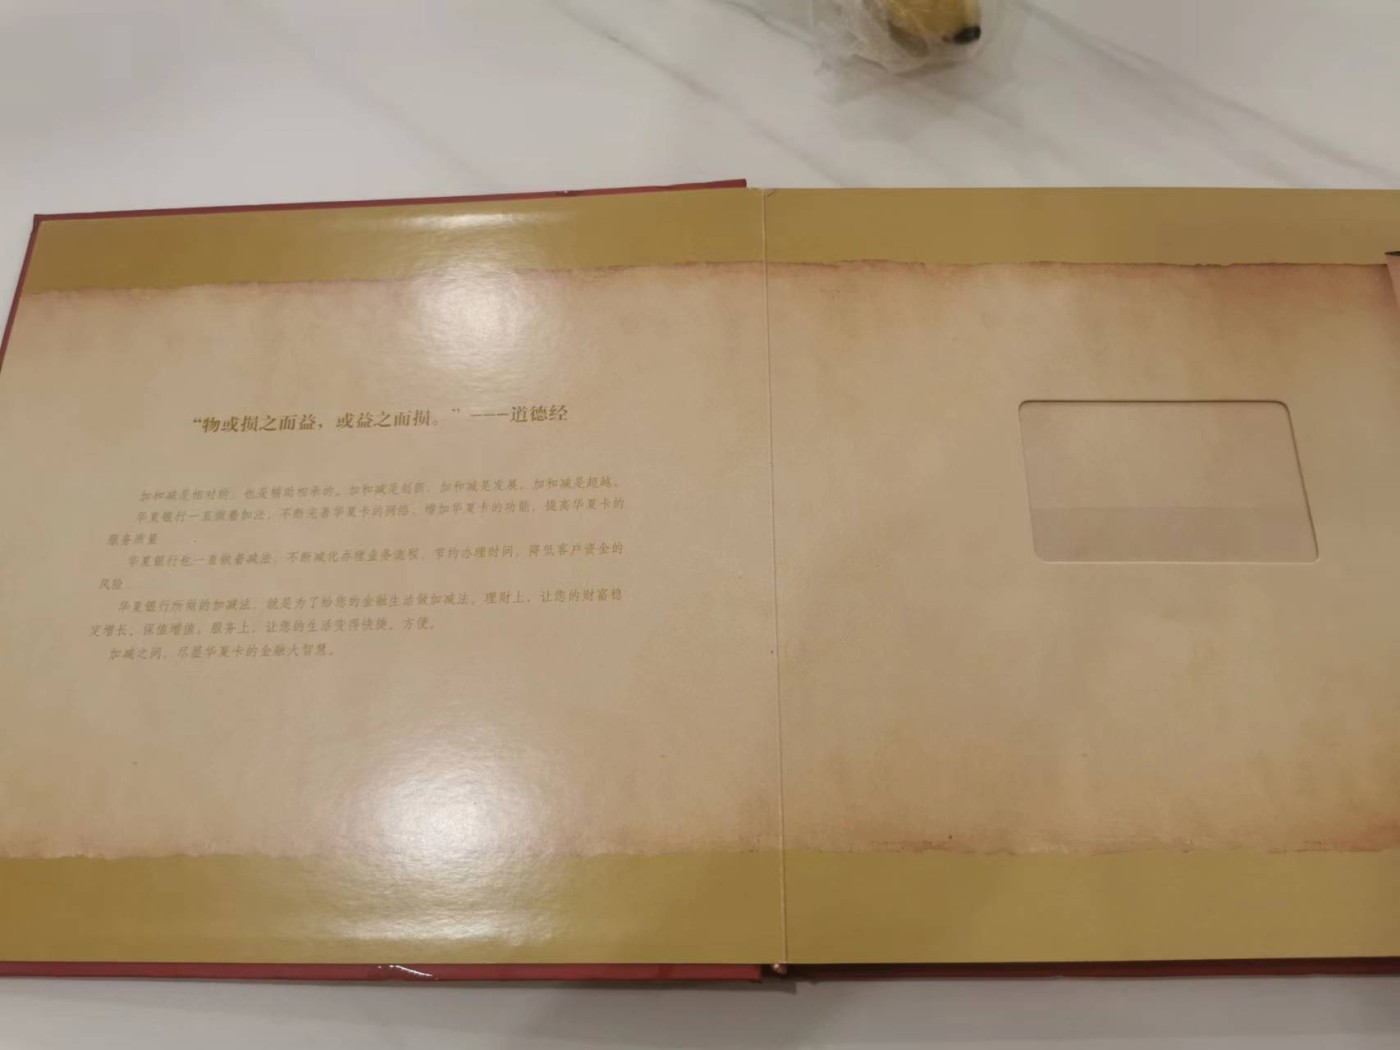 “物或损之而益，或益之而损。”---道德经
加和减是相对的，也是相辅相承的。加和减是创新，加和减是发展，加和减是超越。
华夏银行一直做着加法，不断完善华夏卡的网络，增加华夏卡的功能，提高华夏卡的
服务质量
华夏银行也一直做着减法，不断减化办理业务流程，节约办理时间，降低客户资金的
风险
华夏银行所做的加减法，就是为了给您的金融生活做加减法。理财上，让您的财富稳
定增长、保值增值。服务上，让您的生活变得快捷、方便。
加减之间，尽显华夏卡的金融大智慧。